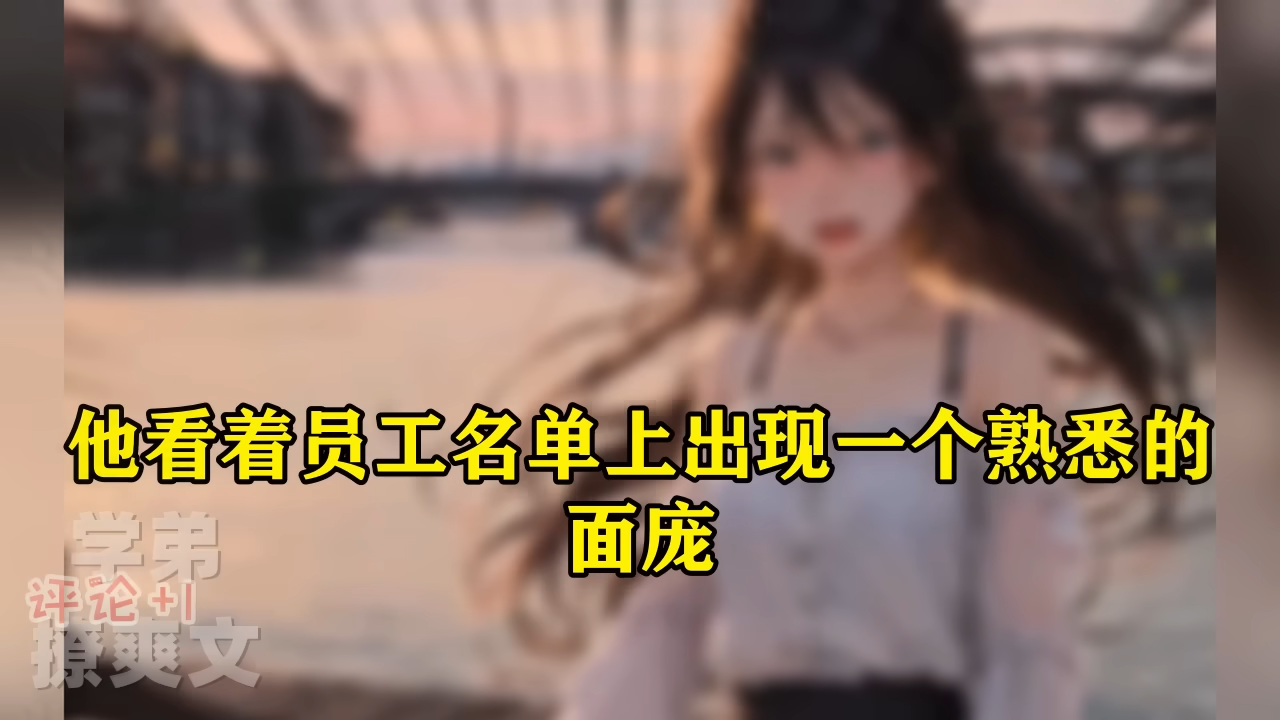 他看着员工名单上出现一个熟悉的
面庞
学弟
评论+1
撩爽文